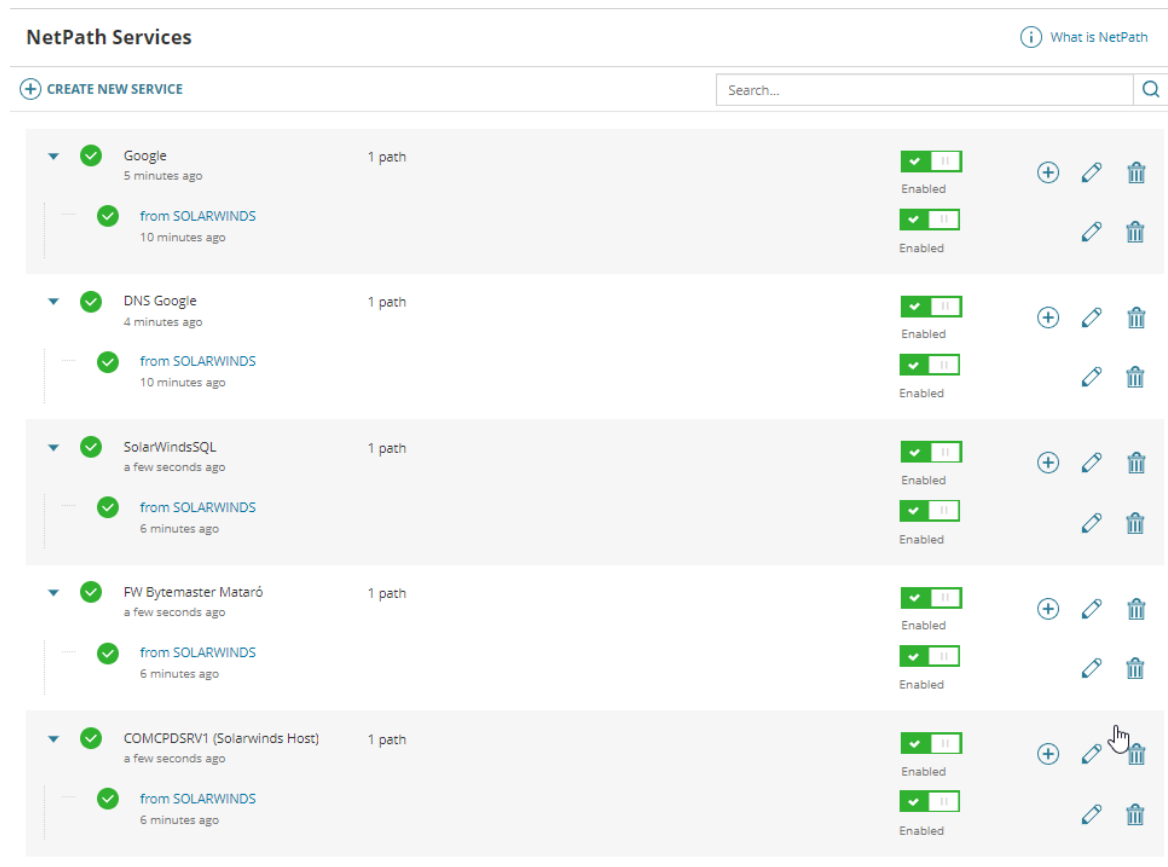 NetPath Services
What is NetPath
CREATE NEW SERVICE
Search...
Google 1 path
5 minutes ago
Enabled
from SOLARWINDS
10 minutes ago
Enabled
DNS Google 1 path
4 minutes ago
Enabled
from SOLARWINDS
10 minutes ago
Enabled
SolarWindsSQL 1 path
a few seconds ago
Enabled
from SOLARWINDS
6 minutes ago
Enabled
FW Bytemaster Mataró 1 path
a few seconds ago
Enabled
from SOLARWINDS
6 minutes ago
Enabled
COMCPDSRV1 (Solarwinds Host) 1 path
a few seconds ago
Enabled
from SOLARWINDS
6 minutes ago
Enabled